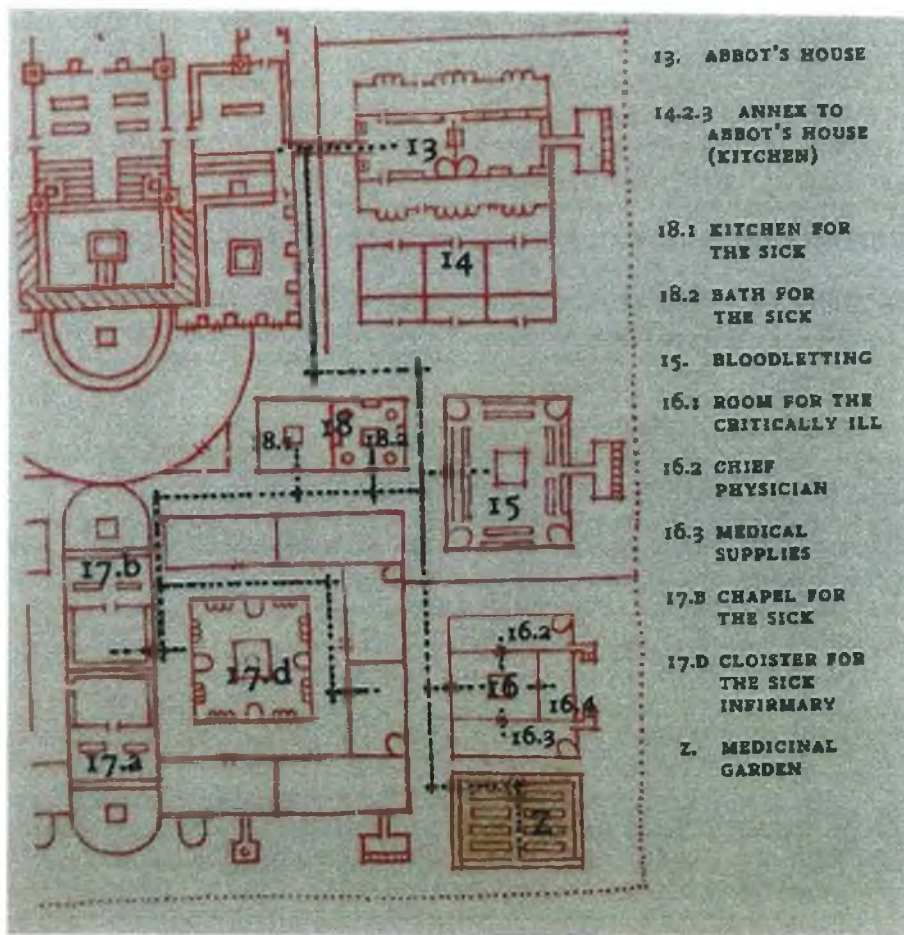 13
14
18.1
18
18.2
15
17.b
17.d
17.a
16.2
16
16.4
16.3
Z
13. ABBOT'S HOUSE
14.2.3 ANNEX TO
ABBOT'S HOUSE
(KITCHEN)
18.1 KITCHEN FOR
THE SICK
18.2 BATH FOR
THE SICK
15. BLOODLETTING
16.1 ROOM FOR THE
CRITICALLY ILL
16.2 CHIEF
PHYSICIAN
16.3 MEDICAL
SUPPLIES
17.B CHAPEL FOR
THE SICK
17.D CLOISTER FOR
THE SICK
INFIRMARY
Z. MEDICINAL
GARDEN